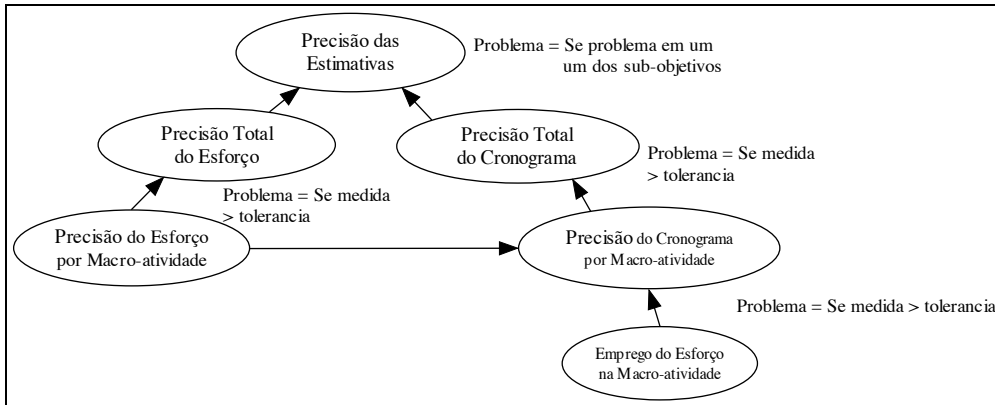 Precisão das
Estimativas
Problema = Se problema em um
um dos sub-objetivos
Precisão Total
do Esforço
Precisão Total
do Cronograma
Problema = Se medida
> tolerancia
Problema = Se medida
> tolerancia
Precisão do Esforço
por Macro-atividade
Precisão do Cronograma
por Macro-atividade
Problema = Se medida > tolerancia
Emprego do Esforço
na Macro-atividade